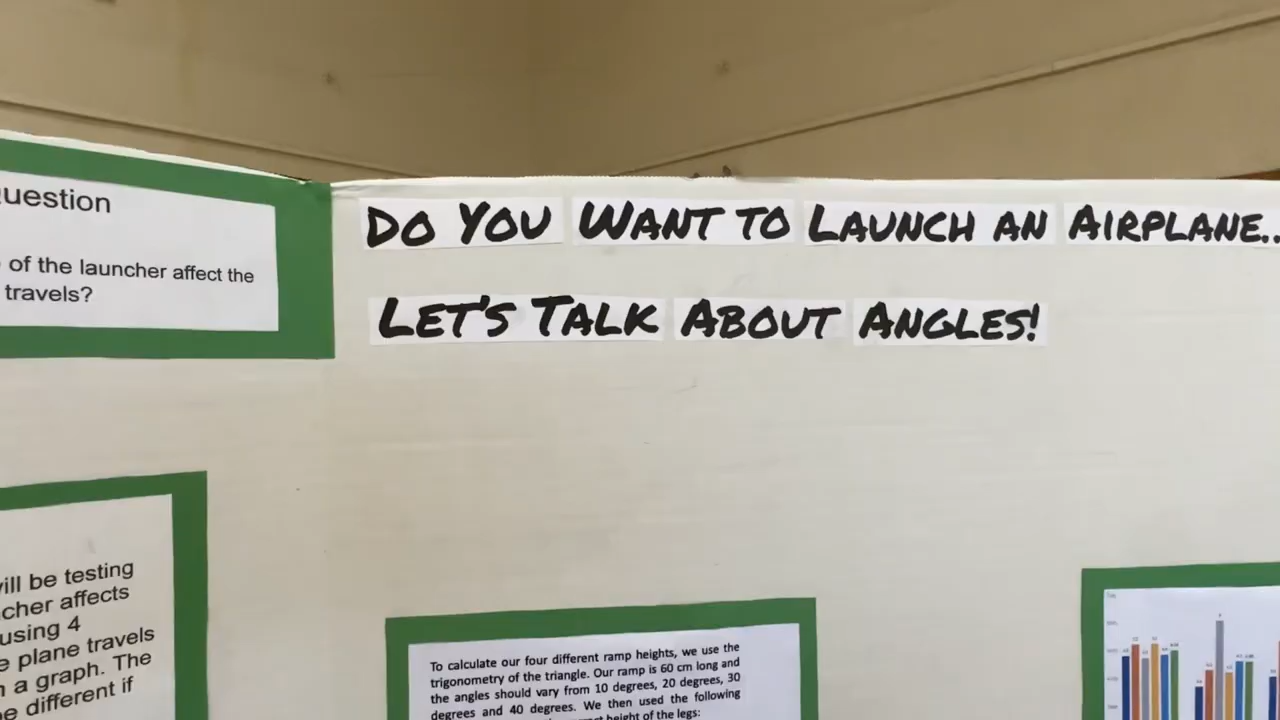 Question
of the launcher affect the
travels?
DO YOU WANT TO LAUNCH AN AIRPLANE..
LET'S TALK ABOUT ANGLES!
will be testing
affects
using 4
plane travels
a graph. The
different if
To calculate our four different ramp heights, we use the
trigonometry of the triangle. Our ramp is 60 cm long and
the angles should vary from 10 degrees, 20 degrees, 30
degrees and 40 degrees. We then used the following
height of the legs: